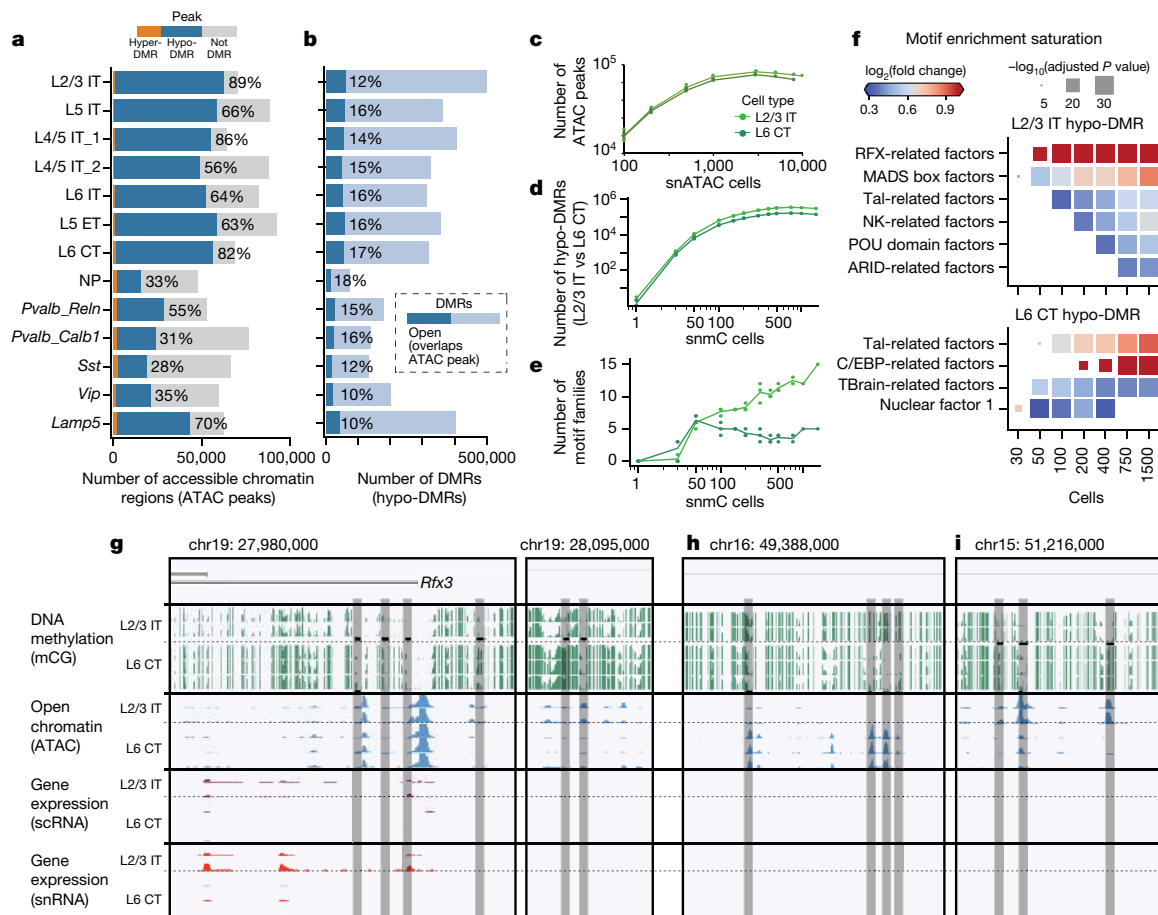 a
Peak
Hyper-DMR
Hypo-DMR
Not DMR
L2/3 IT
L5 IT
L4/5 IT_1
L4/5 IT_2
L6 IT
L5 ET
L6 CT
NP
Pvalb_Reln
Pvalb_Calb1
Sst
Vip
Lamp5
89%
66%
86%
56%
64%
63%
82%
33%
55%
31%
28%
35%
70%
0
50,000
100,000
Number of accessible chromatin
regions (ATAC peaks)
b
12%
16%
14%
15%
16%
16%
17%
18%
15%
16%
12%
10%
10%
DMRs
Open
(overlaps
ATAC peak)
0
500,000
Number of DMRs
(hypo-DMRs)
c
Number of
ATAC peaks
10^5
10^4
Cell type
L2/3 IT
L6 CT
100
1,000
10,000
snATAC cells
d
Number of hypo-DMRs
(L2/3 IT vs L6 CT)
10^6
10^4
10^2
1
50
100
500
snmC cells
e
Number of
motif families
15
10
5
0
1
50
100
500
snmC cells
f
Motif enrichment saturation
log2(fold change)
0.3
0.6
0.9
−log10(adjusted P value)
5
20
30
L2/3 IT hypo-DMR
RFX-related factors
MADS box factors
Tal-related factors
NK-related factors
POU domain factors
ARID-related factors
L6 CT hypo-DMR
Tal-related factors
C/EBP-related factors
TBrain-related factors
Nuclear factor 1
30
50
100
200
400
750
1500
Cells
g
chr19: 27,980,000
chr19: 28,095,000
h
chr16: 49,388,000
i
chr15: 51,216,000
Rfx3
DNA
methylation
(mCG)
L2/3 IT
L6 CT
Open
chromatin
(ATAC)
L2/3 IT
L6 CT
Gene
expression
(scRNA)
L2/3 IT
L6 CT
Gene
expression
(snRNA)
L2/3 IT
L6 CT